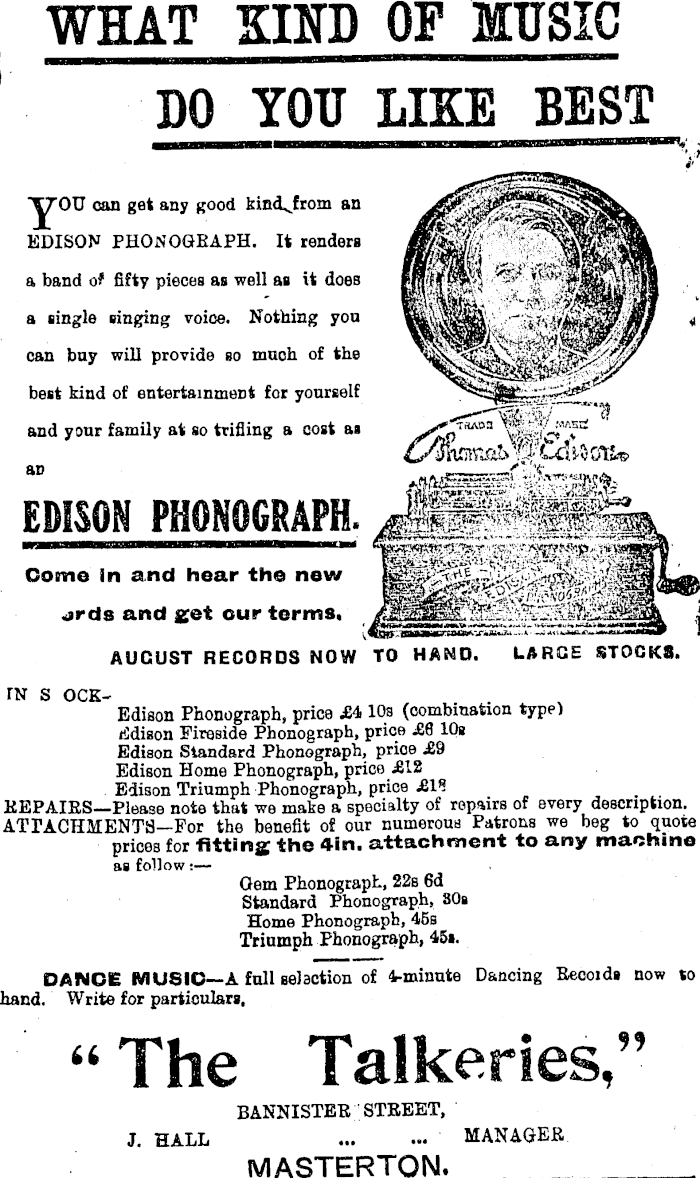 WHAT KIND OF MUSIC
DO YOU LIKE BEST
YOU can get any good kind from an
EDISON PHONOGRAPH. It renders
a band of fifty pieces as well as it does
a single singing voice. Nothing you
can buy will provide so much of the
best kind of entertainment for yourself
and your family at so trifling a cost as
an
EDISON PHONOGRAPH.
Come in and hear the new
ords and get our terms.
TRADE MARK
Thomas A Edison
THE
EDISON
PHONOGRAPH
AUGUST RECORDS NOW TO HAND. LARGE STOCKS.
IN S OCK-
Edison Phonograph, price £4 10s (combination type)
Edison Fireside Phonograph, price £6 10s
Edison Standard Phonograph, price £9
Edison Home Phonograph, price £12
Edison Triumph Phonograph, price
REPAIRS—Please note that we make a specialty of repairs of every description.
ATTACHMENTS—For the benefit of our numerous Patrons we beg to quote
prices for fitting the 4in. attachment to any machine
as follow:—
Gem Phonograph, 22s 6d
Standard Phonograph, 30s
Home Phonograph, 45s
Triumph Phonograph, 45s.
DANCE MUSIC—A full selection of 4-minute Dancing Records now to
hand. Write for particulars,
"The Talkeries,"
BANNISTER STREET,
J. HALL ... ... MANAGER
MASTERTON.